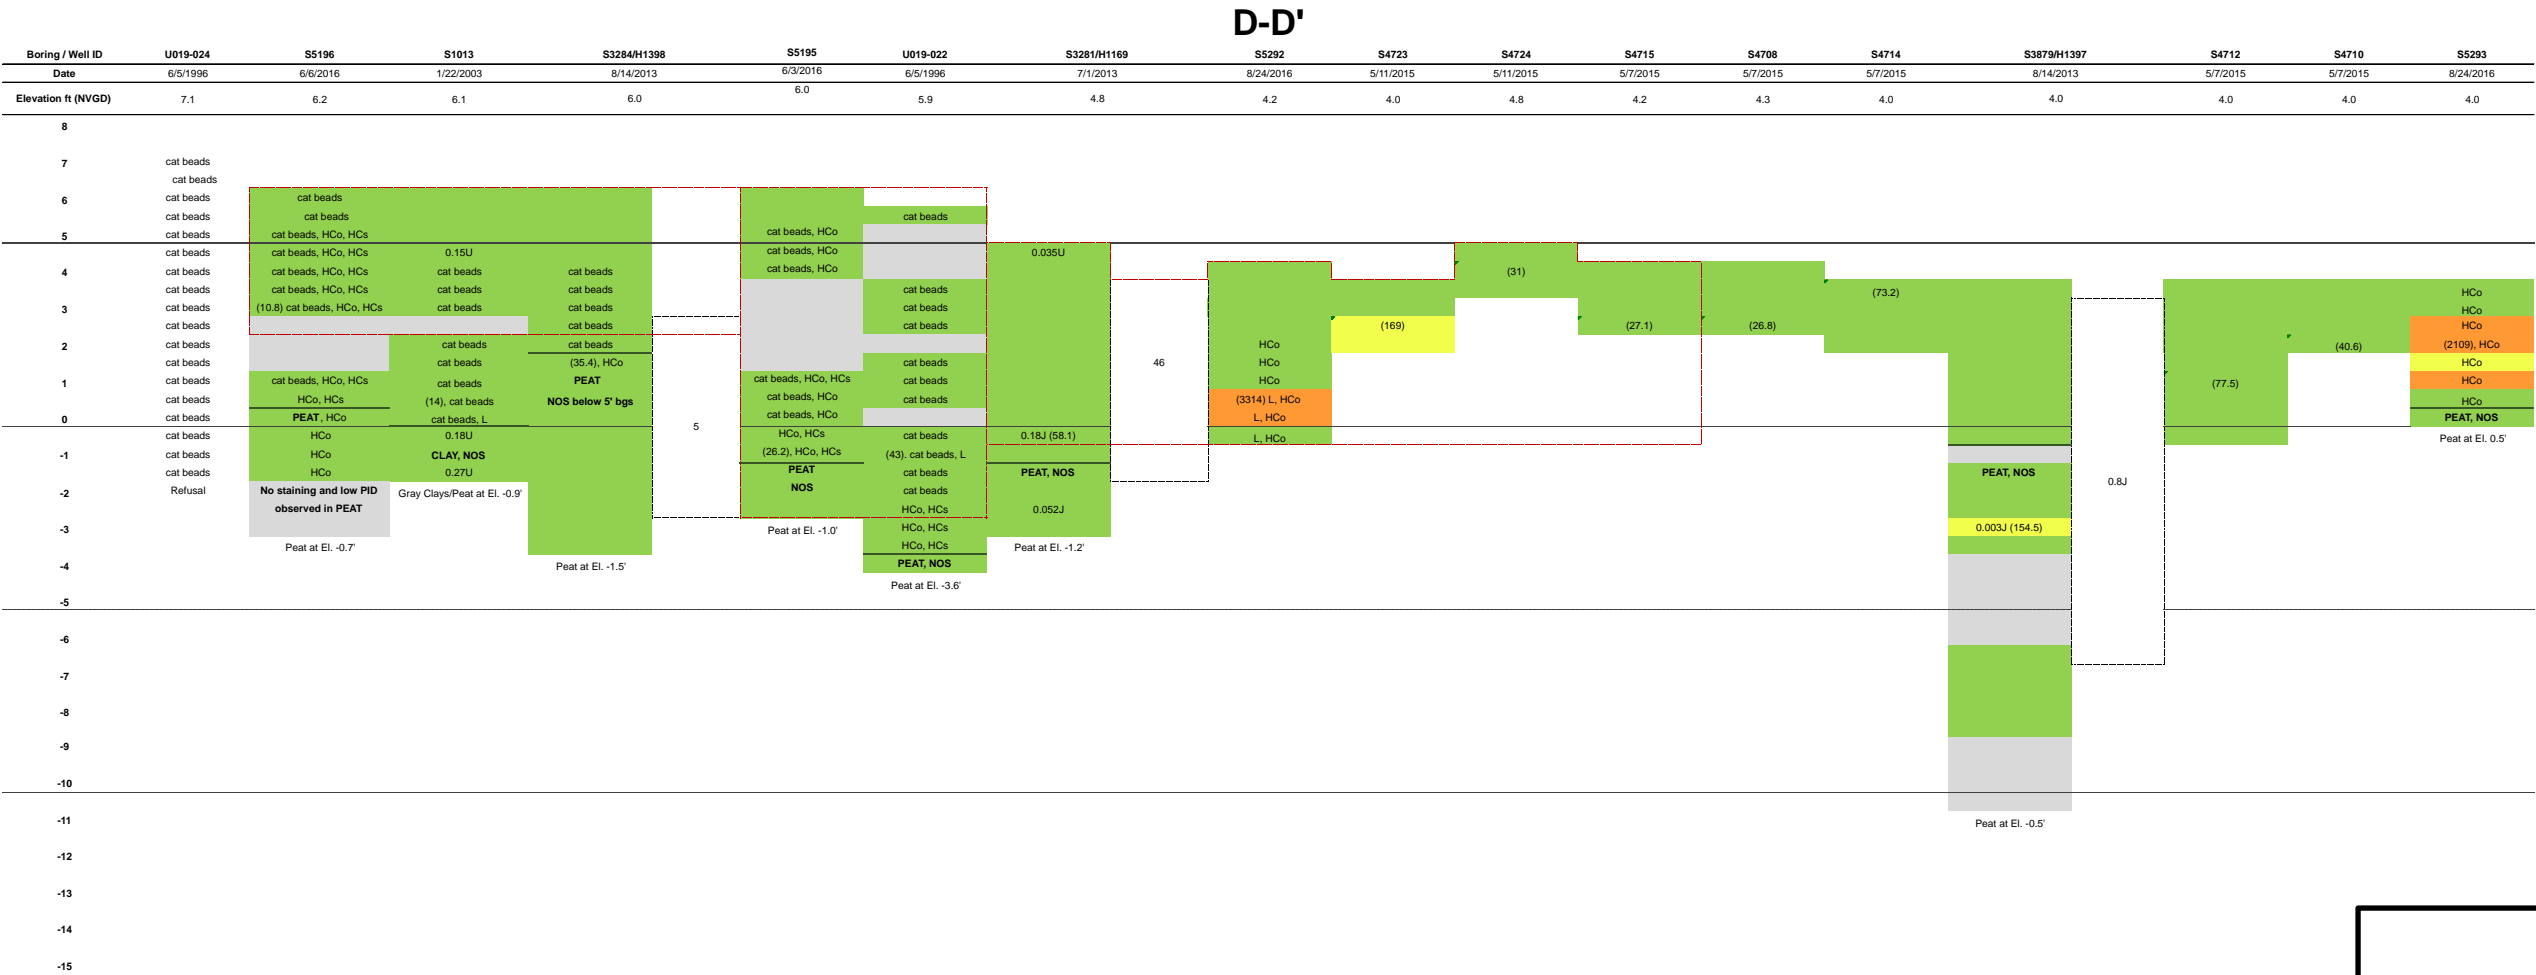 D-D'
Boring / Well ID U019-024 S5196 S1013 S3284/H1398 S5195 U019-022 S3281/H1169 S5292 S4723 S4724 S4715 S4708 S4714 S3879/H1397 S4712 S4710 S5293
Date 6/5/1996 6/6/2016 1/22/2003 8/14/2013 6/3/2016 6/5/1996 7/1/2013 8/24/2016 5/11/2015 5/11/2015 5/7/2015 5/7/2015 5/7/2015 8/14/2013 5/7/2015 5/7/2015 8/24/2016
Elevation ft (NVGD) 7.1 6.2 6.1 6.0 6.0 5.9 4.8 4.2 4.0 4.8 4.2 4.3 4.0 4.0 4.0 4.0 4.0
8
7 cat beads
cat beads
6 cat beads cat beads
cat beads cat beads cat beads
5 cat beads cat beads, HCo, HCs cat beads, HCo
cat beads cat beads, HCo, HCs 0.15U cat beads, HCo 0.035U
4 cat beads cat beads, HCo, HCs cat beads cat beads cat beads, HCo (31)
cat beads cat beads, HCo, HCs cat beads cat beads cat beads (73.2) HCo
3 cat beads (10.8) cat beads, HCo, HCs cat beads cat beads cat beads HCo
cat beads cat beads cat beads (169) (27.1) (26.8) HCo
2 cat beads cat beads cat beads HCo (40.6) (2109), HCo
cat beads cat beads (35.4), HCo cat beads 46 HCo HCo
1 cat beads cat beads, HCo, HCs cat beads PEAT cat beads, HCo, HCs cat beads HCo (77.5) HCo
cat beads HCo, HCs (14), cat beads NOS below 5' bgs cat beads, HCo cat beads (3314) L, HCo HCo
0 cat beads PEAT, HCo cat beads, L 5 cat beads, HCo L, HCo PEAT, NOS
cat beads HCo 0.18U HCo, HCs cat beads 0.18J (58.1) L, HCo Peat at El. 0.5'
-1 cat beads HCo CLAY, NOS (26.2), HCo, HCs (43). cat beads, L
cat beads HCo 0.27U PEAT cat beads PEAT, NOS PEAT, NOS 0.8J
-2 Refusal No staining and low PID Gray Clays/Peat at El. -0.9' NOS cat beads
observed in PEAT HCo, HCs 0.052J
-3 Peat at El. -1.0' HCo, HCs 0.003J (154.5)
Peat at El. -0.7' HCo, HCs Peat at El. -1.2'
-4 Peat at El. -1.5' PEAT, NOS
Peat at El. -3.6'
-5
-6
-7
-8
-9
-10
-11 Peat at El. -0.5'
-12
-13
-14
-15